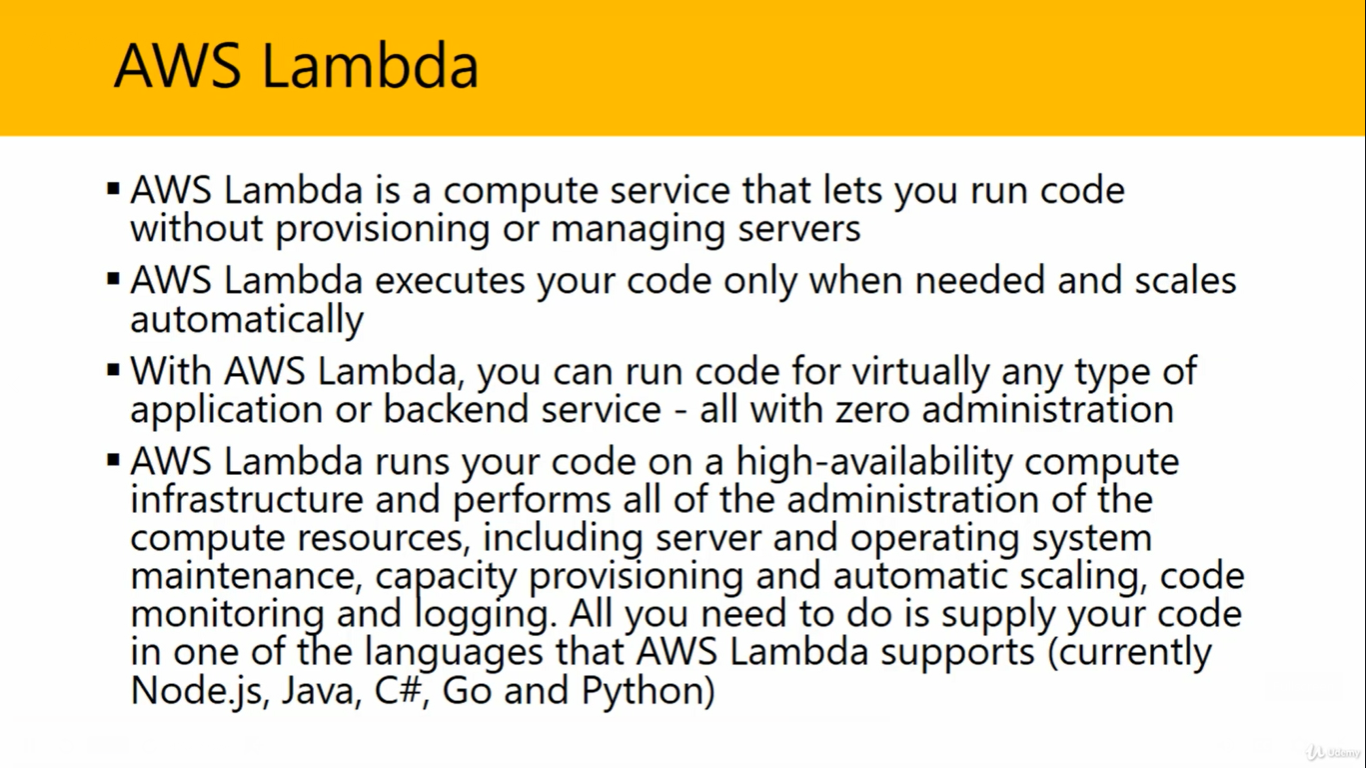 AWS Lambda
▪ AWS Lambda is a compute service that lets you run code
without provisioning or managing servers
▪ AWS Lambda executes your code only when needed and scales
automatically
▪ With AWS Lambda, you can run code for virtually any type of
application or backend service - all with zero administration
▪ AWS Lambda runs your code on a high-availability compute
infrastructure and performs all of the administration of the
compute resources, including server and operating system
maintenance, capacity provisioning and automatic scaling, code
monitoring and logging. All you need to do is supply your code
in one of the languages that AWS Lambda supports (currently
Node.js, Java, C#, Go and Python)
Udemy